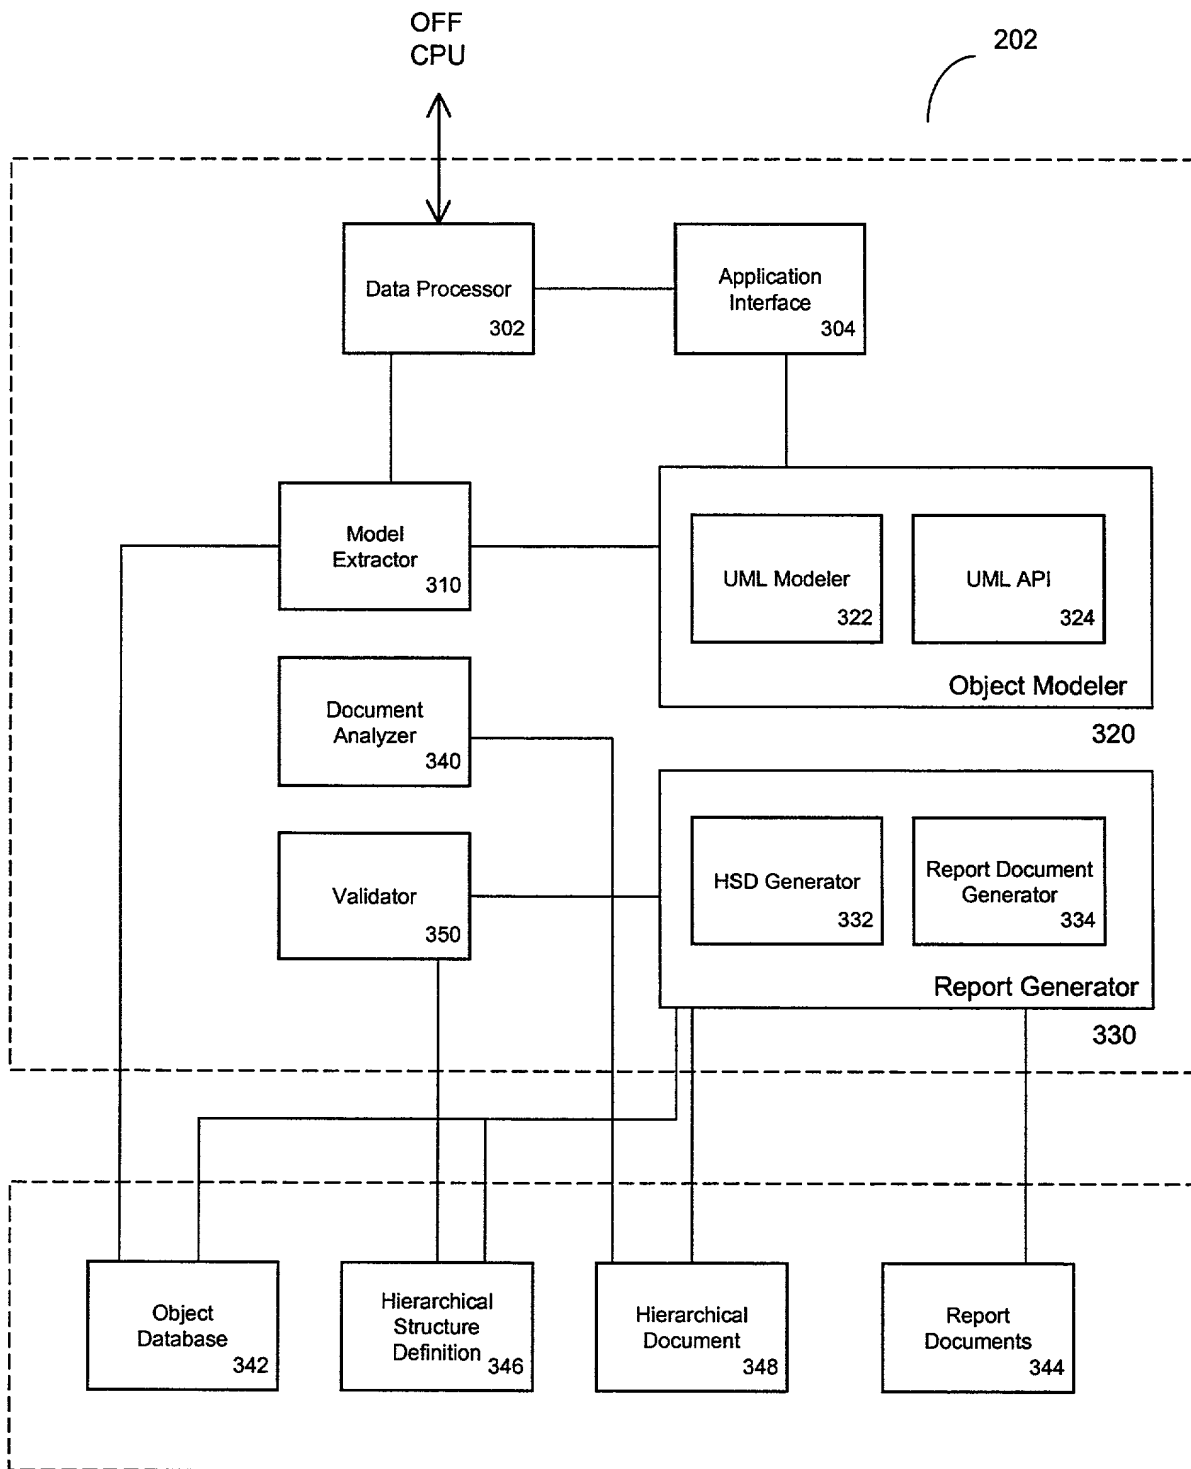 OFF
CPU
202
Data Processor
302
Application
Interface
304
Model
Extractor
310
UML Modeler
322
UML API
324
Object Modeler
320
Document
Analyzer
340
Validator
350
HSD Generator
332
Report Document
Generator
334
Report Generator
330
Object
Database
342
Hierarchical
Structure
Definition
346
Hierarchical
Document
348
Report
Documents
344